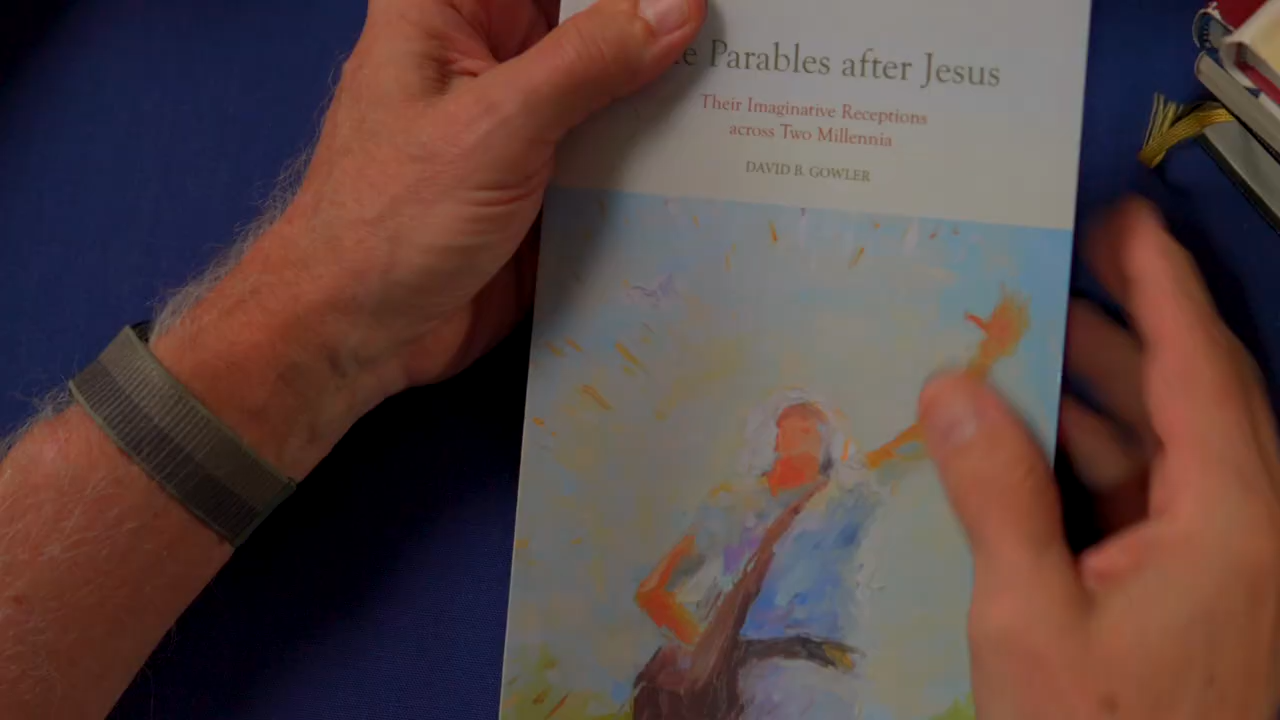 Parables after Jesus
Their Imaginative Receptions
across Two Millennia
DAVID B. GOWLER